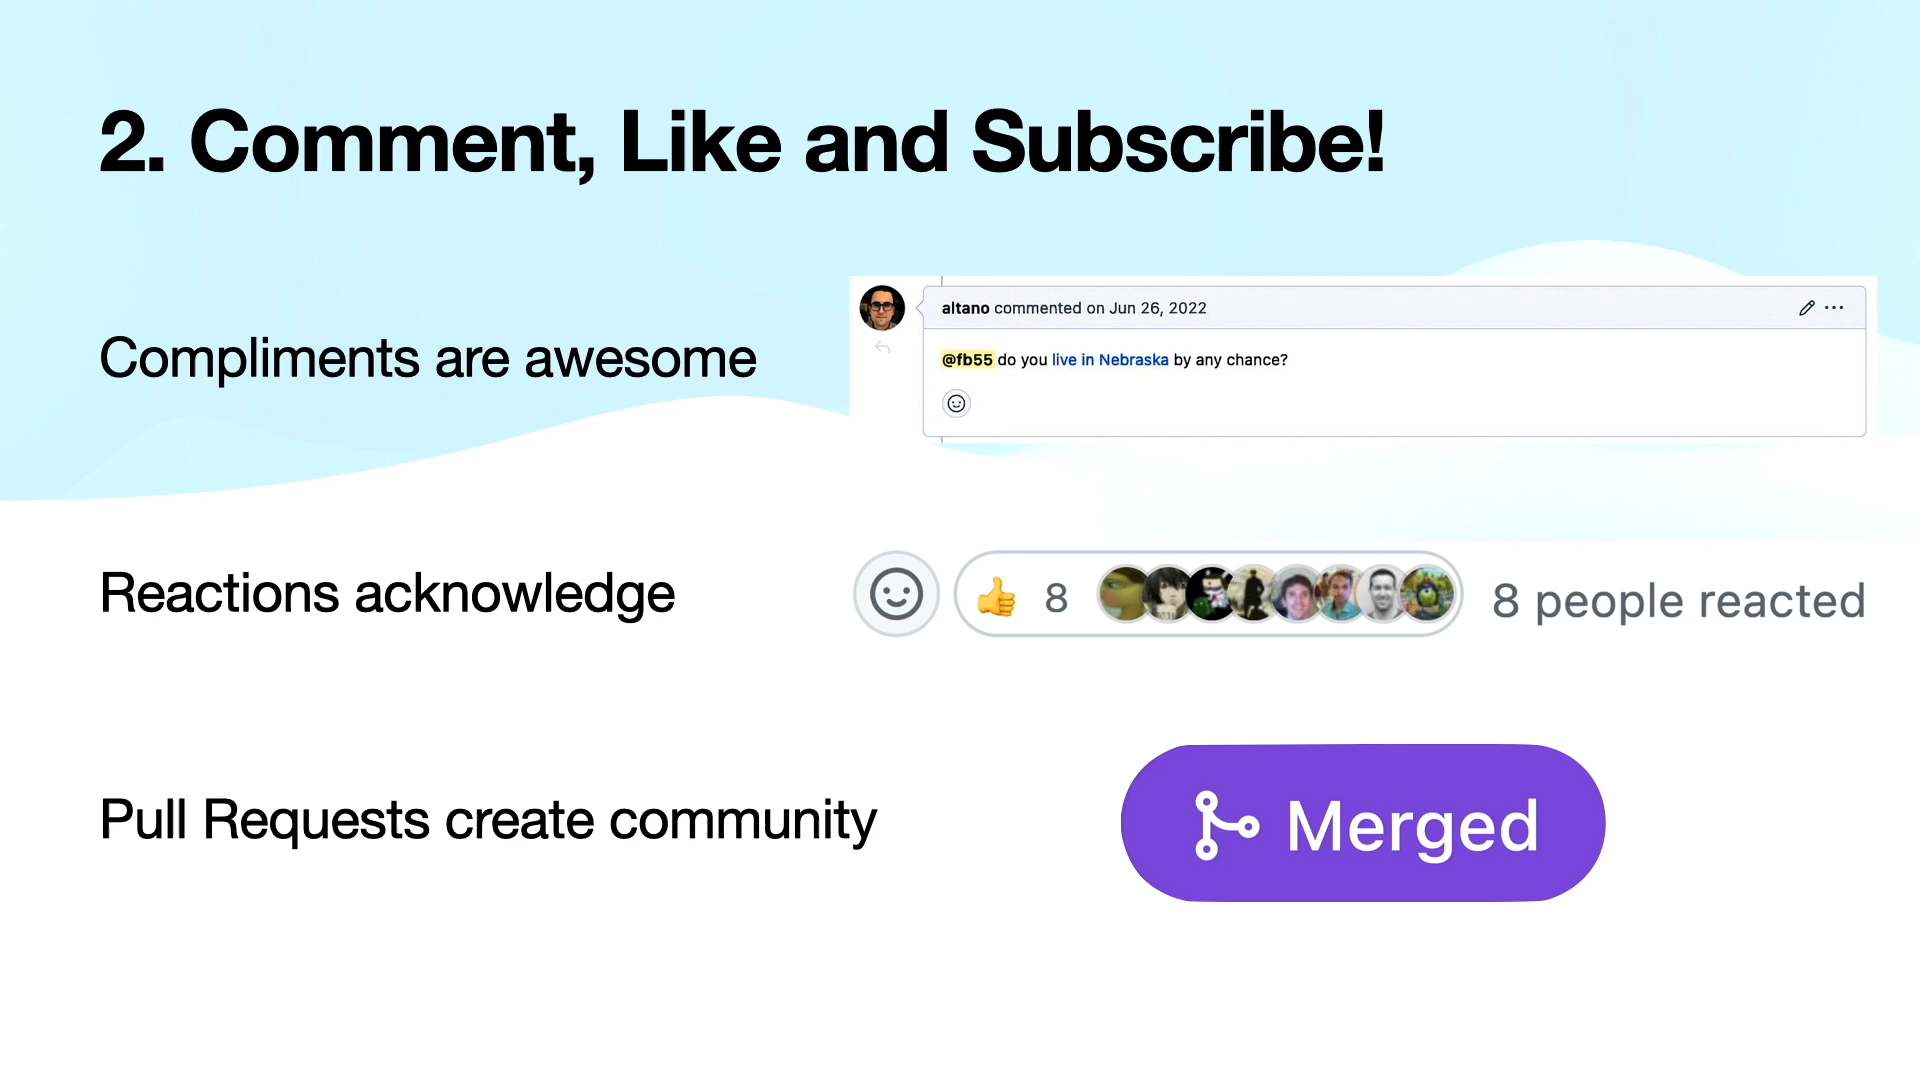 2. Comment, Like and Subscribe!
Compliments are awesome
altano commented on Jun 26, 2022
@fb55 do you live in Nebraska by any chance?
Reactions acknowledge
8
8 people reacted
Pull Requests create community
Merged